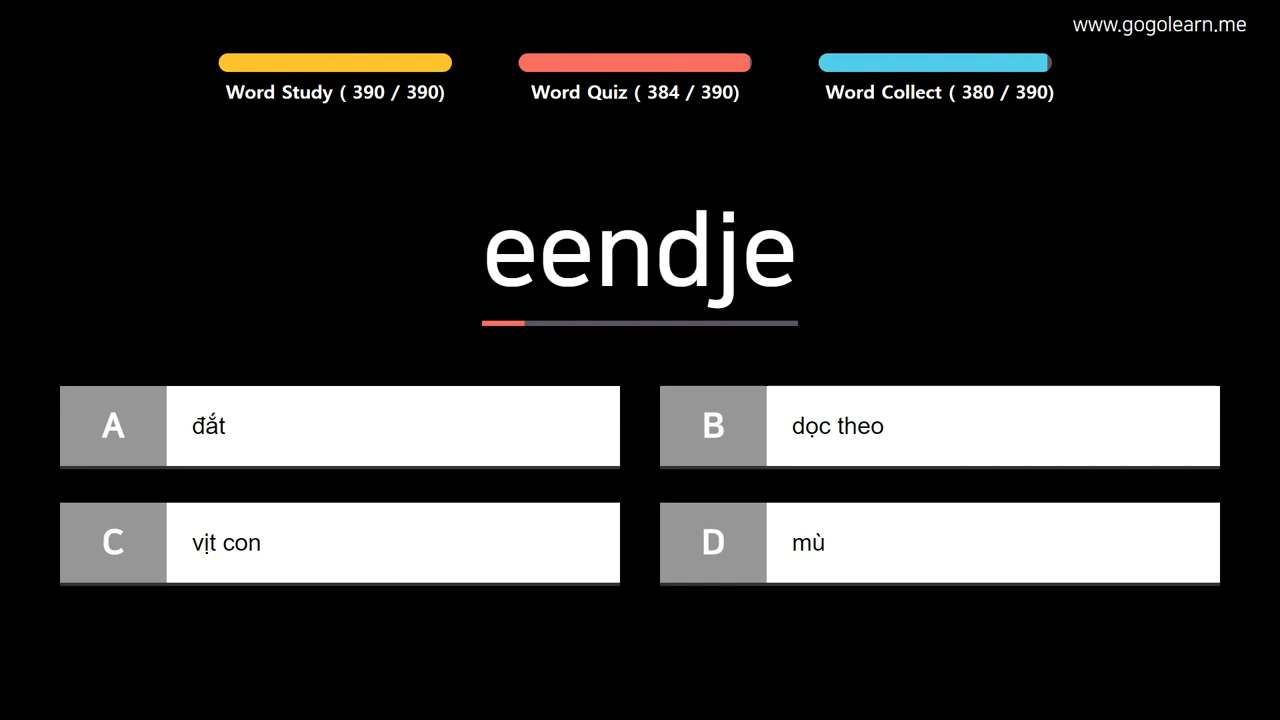 www.gogolearn.me
Word Study ( 390 / 390)
Word Quiz ( 384 / 390)
Word Collect ( 380 / 390)
eendje
A đắt
B dọc theo
C vịt con
D mù